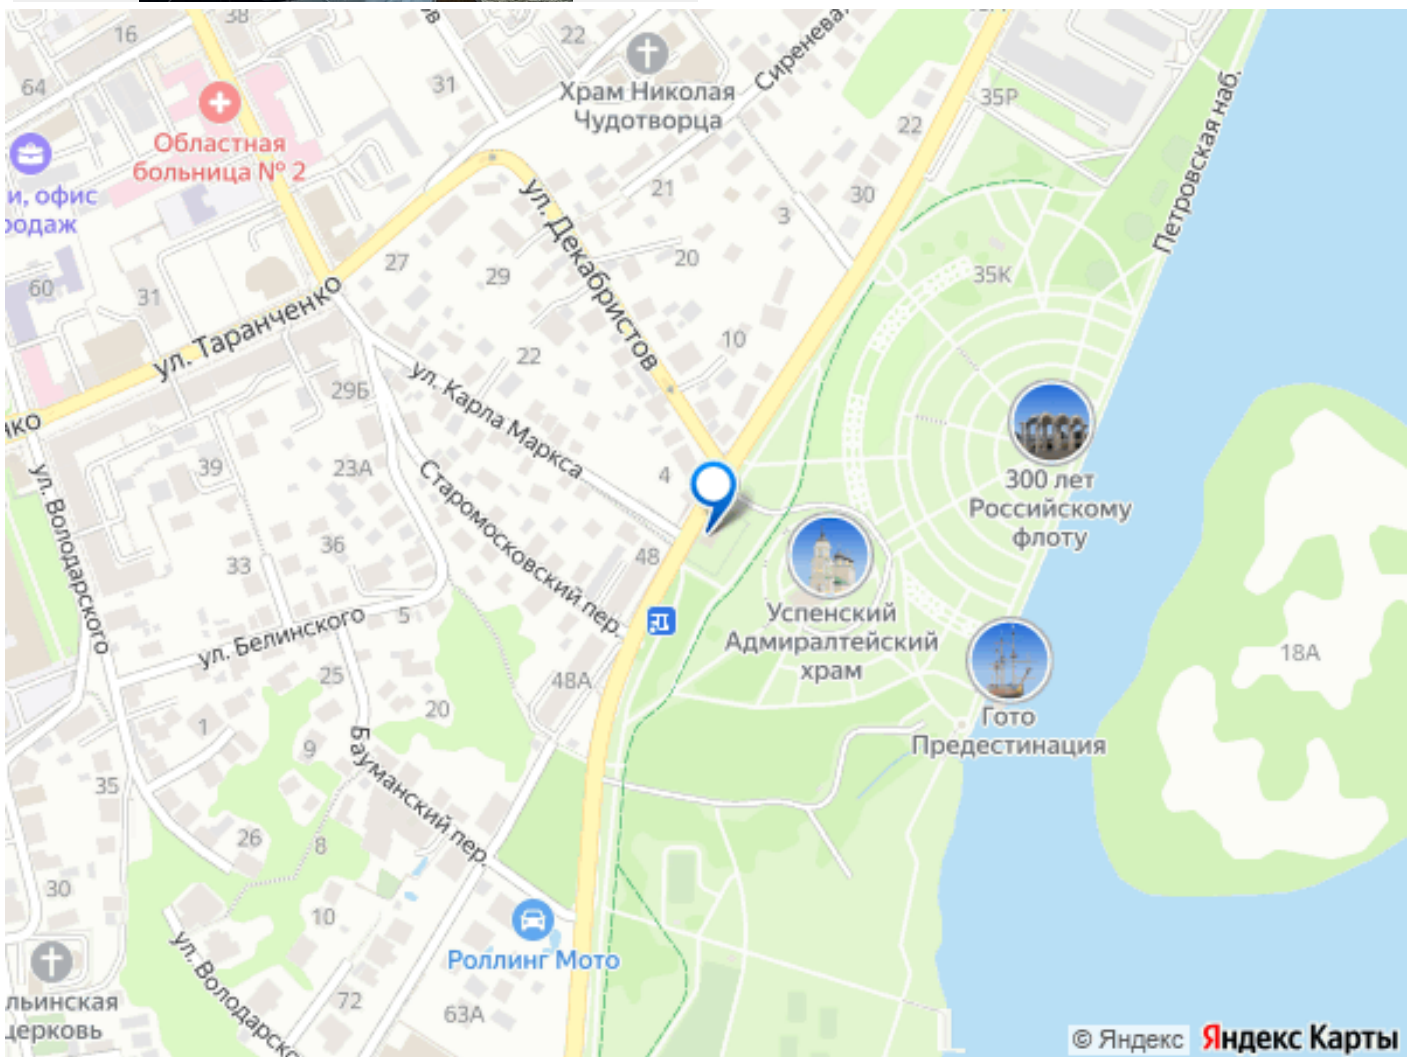 38
16
22
35Р
64
31
Храм Николая
Чудотворца
Сиреневая
22
Петровская наб.
Областная
больница № 2
и, офис
родаж
21
30
3
ул. Декабристов
27
29
20
35К
60
31
ул. Таранченко
10
22
29Б
ул. Карла Маркса
нко
300 лет
Российскому
флоту
39
23А
4
Старомосковский пер.
ул. Володарского
36
33
48
Успенский
Адмиралтейский
храм
5
ул. Белинского
18А
25
48А
20
Гото
Предестинация
1
9
Бауманский пер.
35
26
8
30
10
Роллинг Мото
ул. Володарско
льинская
церковь
72
63А
© Яндекс Яндекс Карты